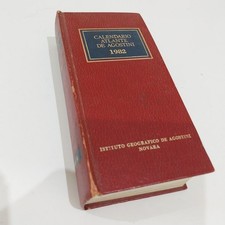 CALENDARIO
ATLANTE
DE AGOSTINI
1982
ISTITUTO GEOGRAFICO DE AGOSTINI
NOVARA